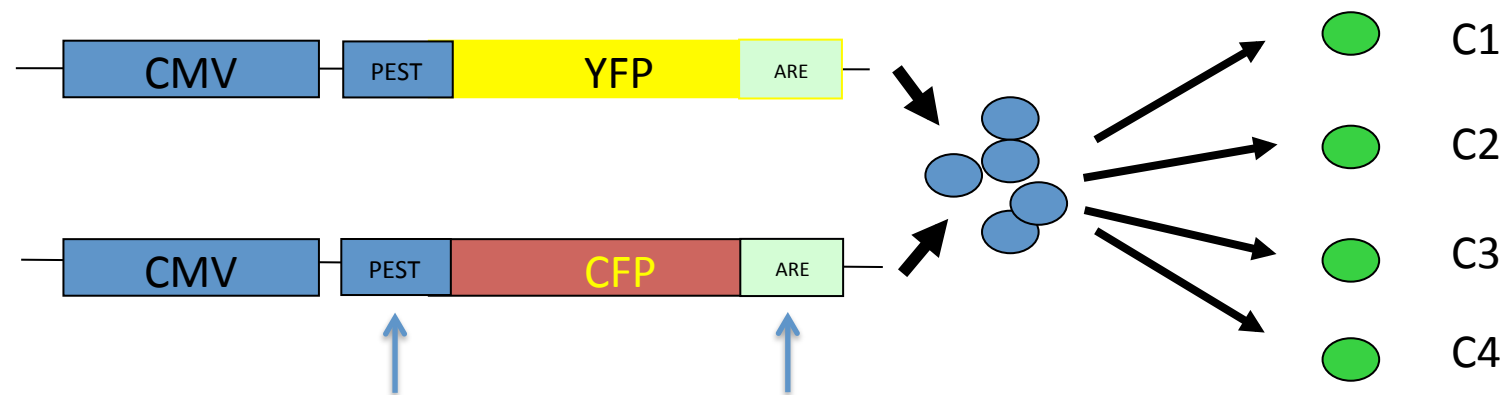 CMV PEST YFP ARE
CMV PEST CFP ARE
C1
C2
C3
C4